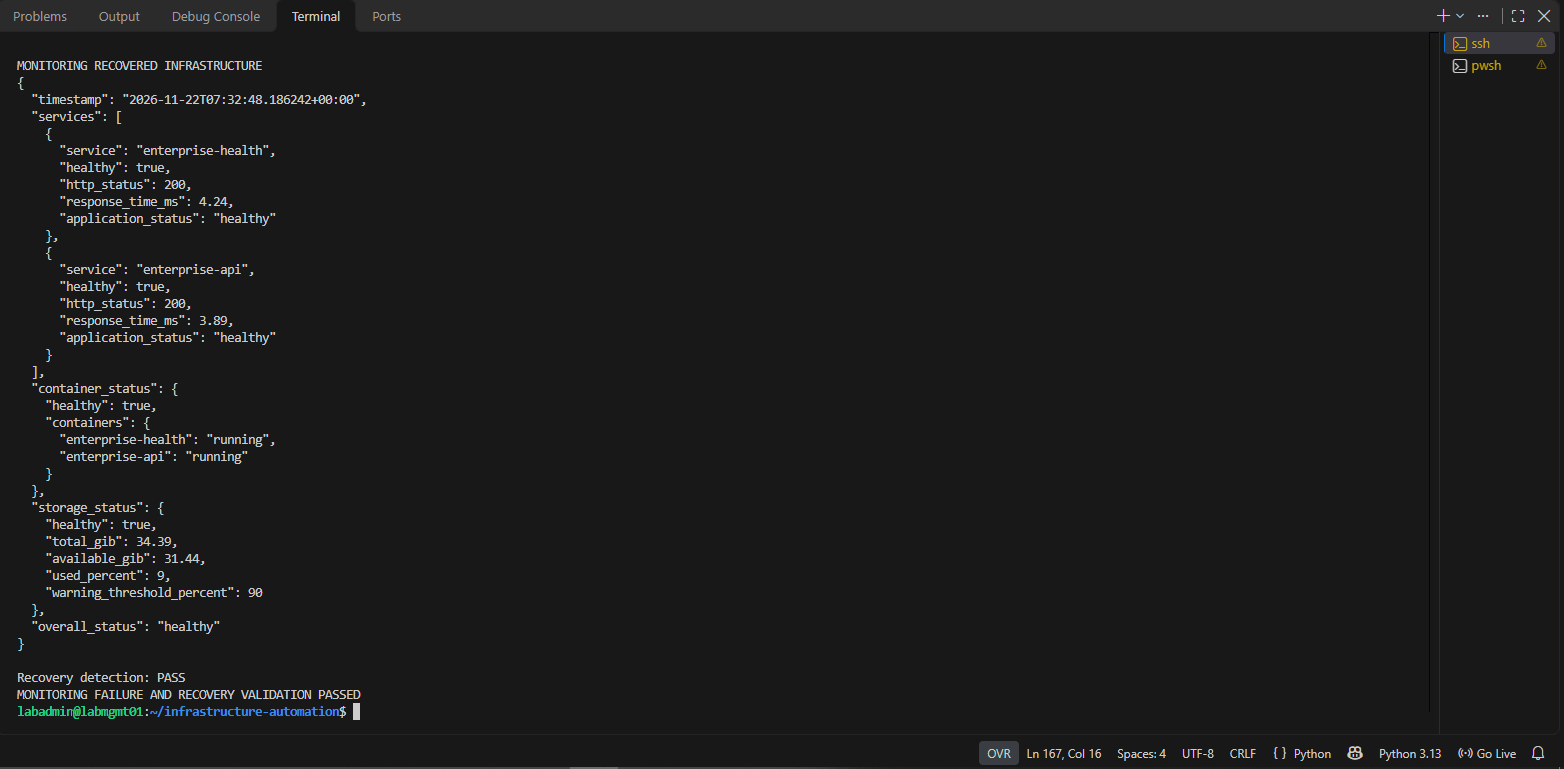 Problems Output Debug Console Terminal Ports
ssh
pwsh
MONITORING RECOVERED INFRASTRUCTURE
{
  "timestamp": "2026-11-22T07:32:48.186242+00:00",
  "services": [
    {
      "service": "enterprise-health",
      "healthy": true,
      "http_status": 200,
      "response_time_ms": 4.24,
      "application_status": "healthy"
    },
    {
      "service": "enterprise-api",
      "healthy": true,
      "http_status": 200,
      "response_time_ms": 3.89,
      "application_status": "healthy"
    }
  ],
  "container_status": {
    "healthy": true,
    "containers": {
      "enterprise-health": "running",
      "enterprise-api": "running"
    }
  },
  "storage_status": {
    "healthy": true,
    "total_gib": 34.39,
    "available_gib": 31.44,
    "used_percent": 9,
    "warning_threshold_percent": 90
  },
  "overall_status": "healthy"
}
Recovery detection: PASS
MONITORING FAILURE AND RECOVERY VALIDATION PASSED
labadmin@labmgmt01:~/infrastructure-automation$
OVR Ln 167, Col 16 Spaces: 4 UTF-8 CRLF { } Python Python 3.13 Go Live